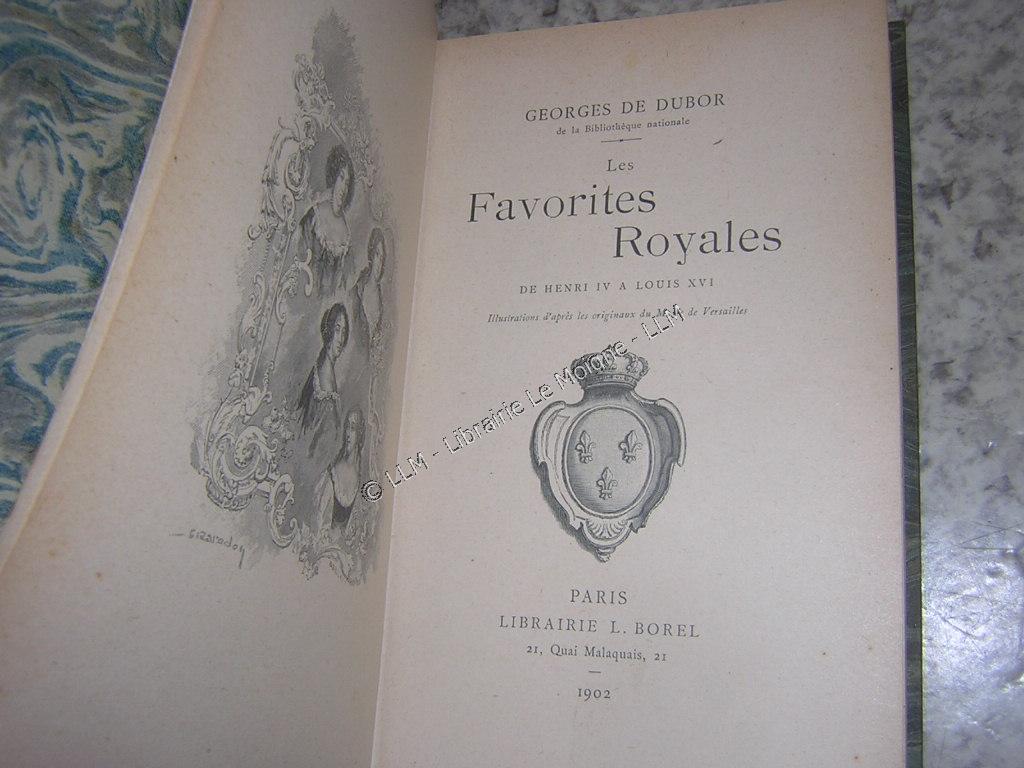 GEORGES DE DUBOR
de la Bibliothèque nationale
Les
Favorites
Royales
DE HENRI IV A LOUIS XVI
Illustrations d'après les originaux du de Versailles
© LLM - Librairie Le Moigne - LLM
PARIS
LIBRAIRIE L. BOREL
21, Quai Malaquais, 21
1902